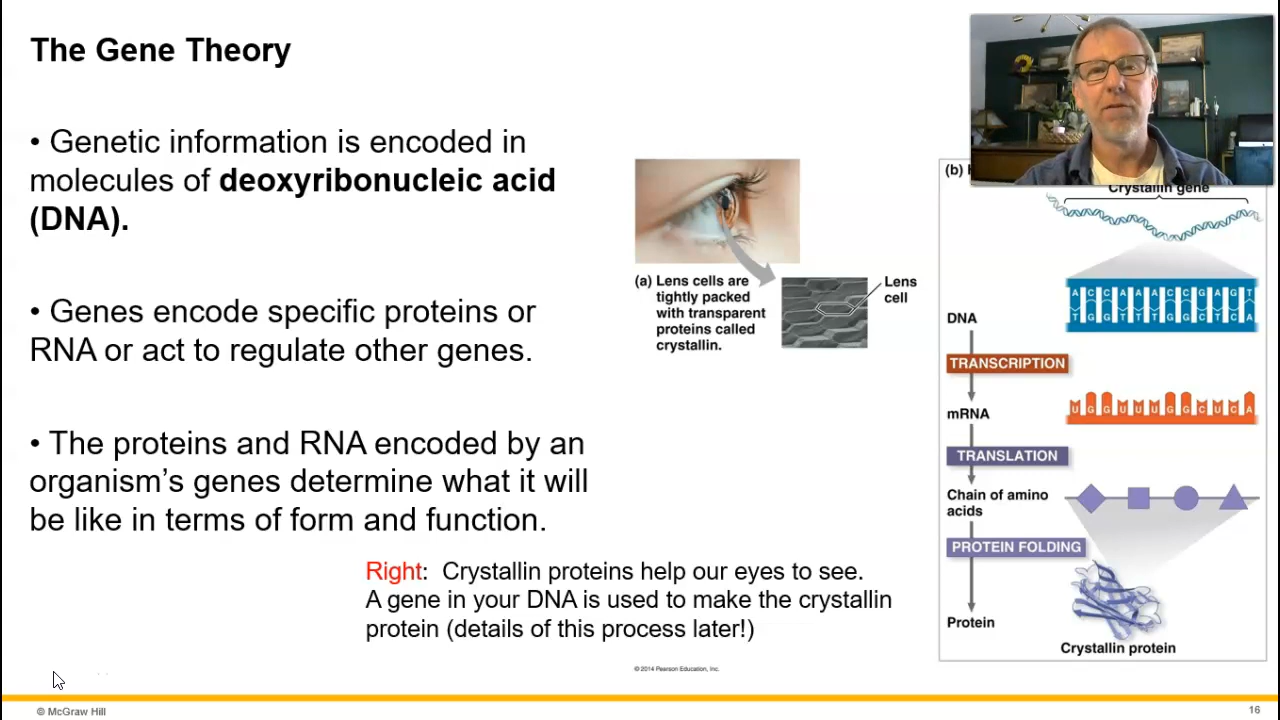 The Gene Theory
• Genetic information is encoded in
molecules of deoxyribonucleic acid
(DNA).
• Genes encode specific proteins or
RNA or act to regulate other genes.
• The proteins and RNA encoded by an
organism’s genes determine what it will
be like in terms of form and function.
(a) Lens cells are
tightly packed
with transparent
proteins called
crystallin.
Lens
cell
Right: Crystallin proteins help our eyes to see.
A gene in your DNA is used to make the crystallin
protein (details of this process later!)
(b)
Crystallin gene
A C C A A A C C G A G T
T G G T T T G G C T C A
DNA
TRANSCRIPTION
U G G U U U G G C U C A
mRNA
TRANSLATION
Chain of amino
acids
PROTEIN FOLDING
Protein
Crystallin protein
© 2014 Pearson Education, Inc.
© McGraw Hill
16